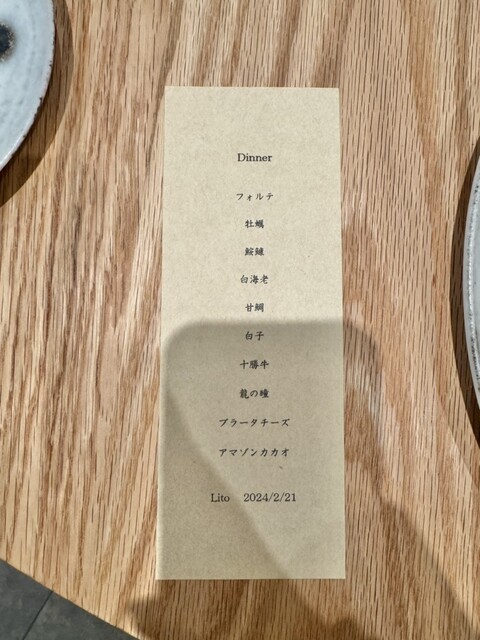 Dinner
フォルテ
牡蠣
鮟鱇
白海老
甘鯛
白子
十勝牛
龍の瞳
ブラータチーズ
アマゾンカカオ
Lito 2024/2/21